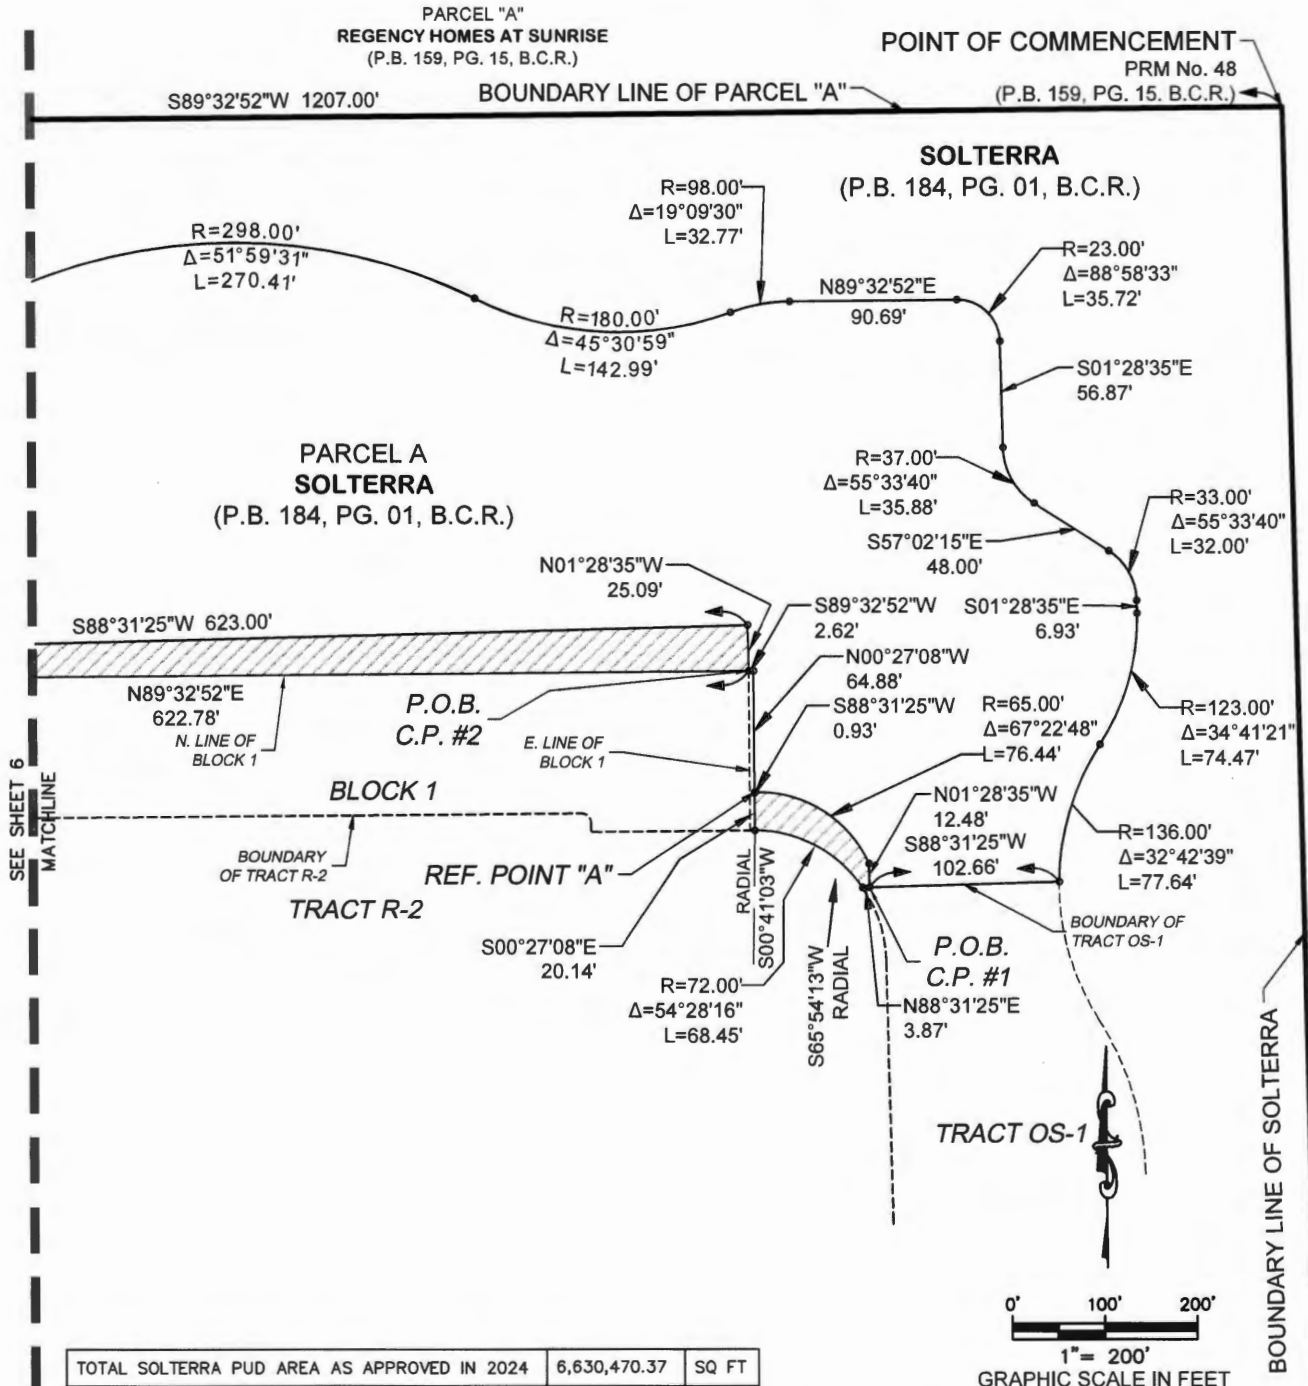 PARCEL "A"
REGENCY HOMES AT SUNRISE
(P.B. 159, PG. 15, B.C.R.)
POINT OF COMMENCEMENT
PRM No. 48
(P.B. 159, PG. 15. B.C.R.)
S89°32'52"W 1207.00'
BOUNDARY LINE OF PARCEL "A"
SOLTERRA
(P.B. 184, PG. 01, B.C.R.)
R=98.00'
Δ=19°09'30"
L=32.77'
R=298.00'
Δ=51°59'31"
L=270.41'
R=23.00'
Δ=88°58'33"
L=35.72'
N89°32'52"E
90.69'
R=180.00'
Δ=45°30'59"
L=142.99'
S01°28'35"E
56.87'
PARCEL A
SOLTERRA
(P.B. 184, PG. 01, B.C.R.)
R=37.00'
Δ=55°33'40"
L=35.88'
R=33.00'
Δ=55°33'40"
L=32.00'
S57°02'15"E
48.00'
N01°28'35"W
25.09'
S89°32'52"W
2.62'
S01°28'35"E
6.93'
S88°31'25"W 623.00'
N00°27'08"W
64.88'
N89°32'52"E
622.78'
N. LINE OF
BLOCK 1
P.O.B.
C.P. #2
S88°31'25"W
0.93'
E. LINE OF
BLOCK 1
R=65.00'
Δ=67°22'48"
L=76.44'
R=123.00'
Δ=34°41'21"
L=74.47'
SEE SHEET 6
MATCHLINE
BLOCK 1
N01°28'35"W
12.48'
S88°31'25"W
102.66'
R=136.00'
Δ=32°42'39"
L=77.64'
BOUNDARY
OF TRACT R-2
REF. POINT "A"
TRACT R-2
RADIAL
S00°41'03"W
BOUNDARY OF
TRACT OS-1
S00°27'08"E
20.14'
P.O.B.
C.P. #1
R=72.00'
Δ=54°28'16"
L=68.45'
S65°54'13"W
RADIAL
N88°31'25"E
3.87'
TRACT OS-1
BOUNDARY LINE OF SOLTERRA
0' 100' 200'
1"= 200'
GRAPHIC SCALE IN FEET
TOTAL SOLTERRA PUD AREA AS APPROVED IN 2024 6,630,470.37 SQ FT